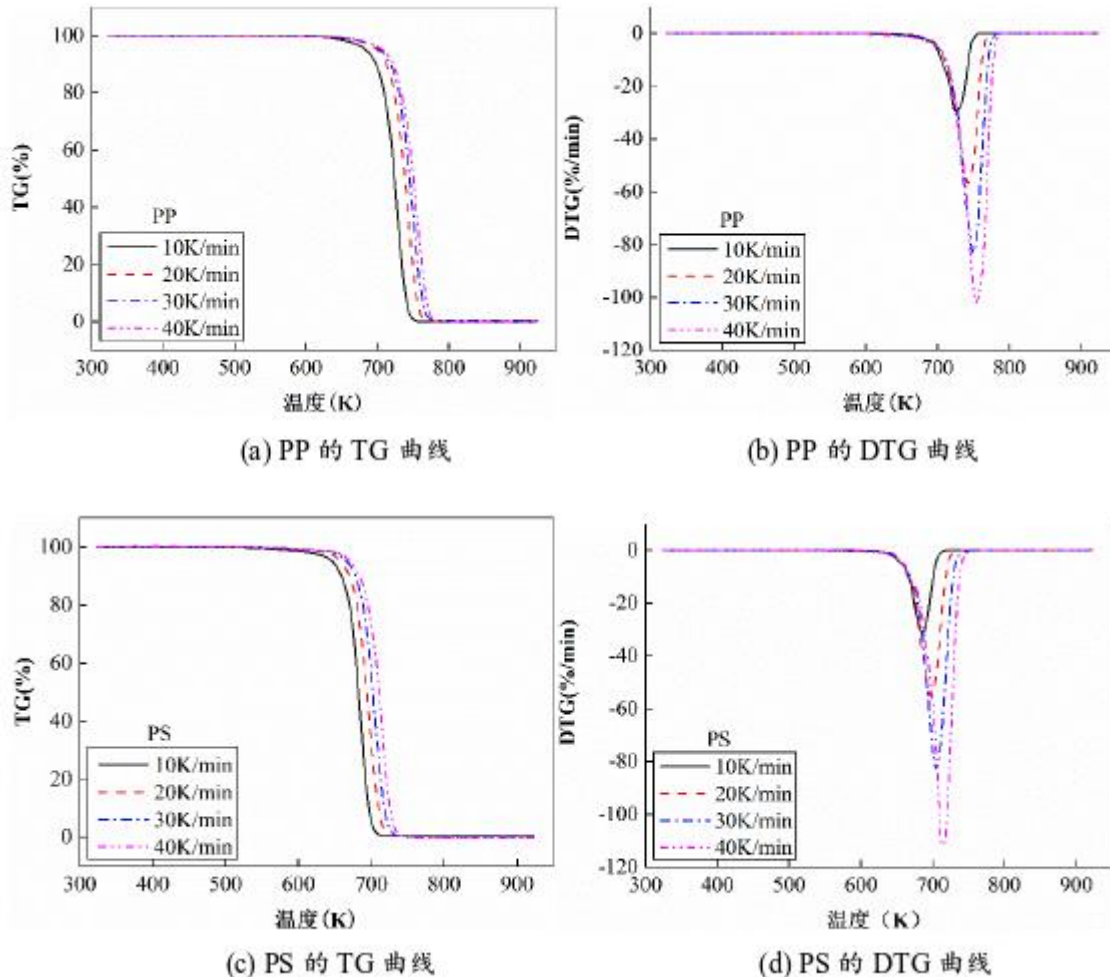 100
80
60
40
20
0
TG(%)
PP
10K/min
20K/min
30K/min
40K/min
300 400 500 600 700 800 900
温度(K)
(a) PP 的 TG 曲线
0
-20
-40
-60
-80
-100
-120
DTG(%/min)
PP
10K/min
20K/min
30K/min
40K/min
300 400 500 600 700 800 900
温度(K)
(b) PP 的 DTG 曲线
100
80
60
40
20
0
TG(%)
PS
10K/min
20K/min
30K/min
40K/min
300 400 500 600 700 800 900
温度(K)
(c) PS 的 TG 曲线
0
-20
-40
-60
-80
-100
-120
DTG(%/min)
PS
10K/min
20K/min
30K/min
40K/min
300 400 500 600 700 800 900
温度（K）
(d) PS 的 DTG 曲线